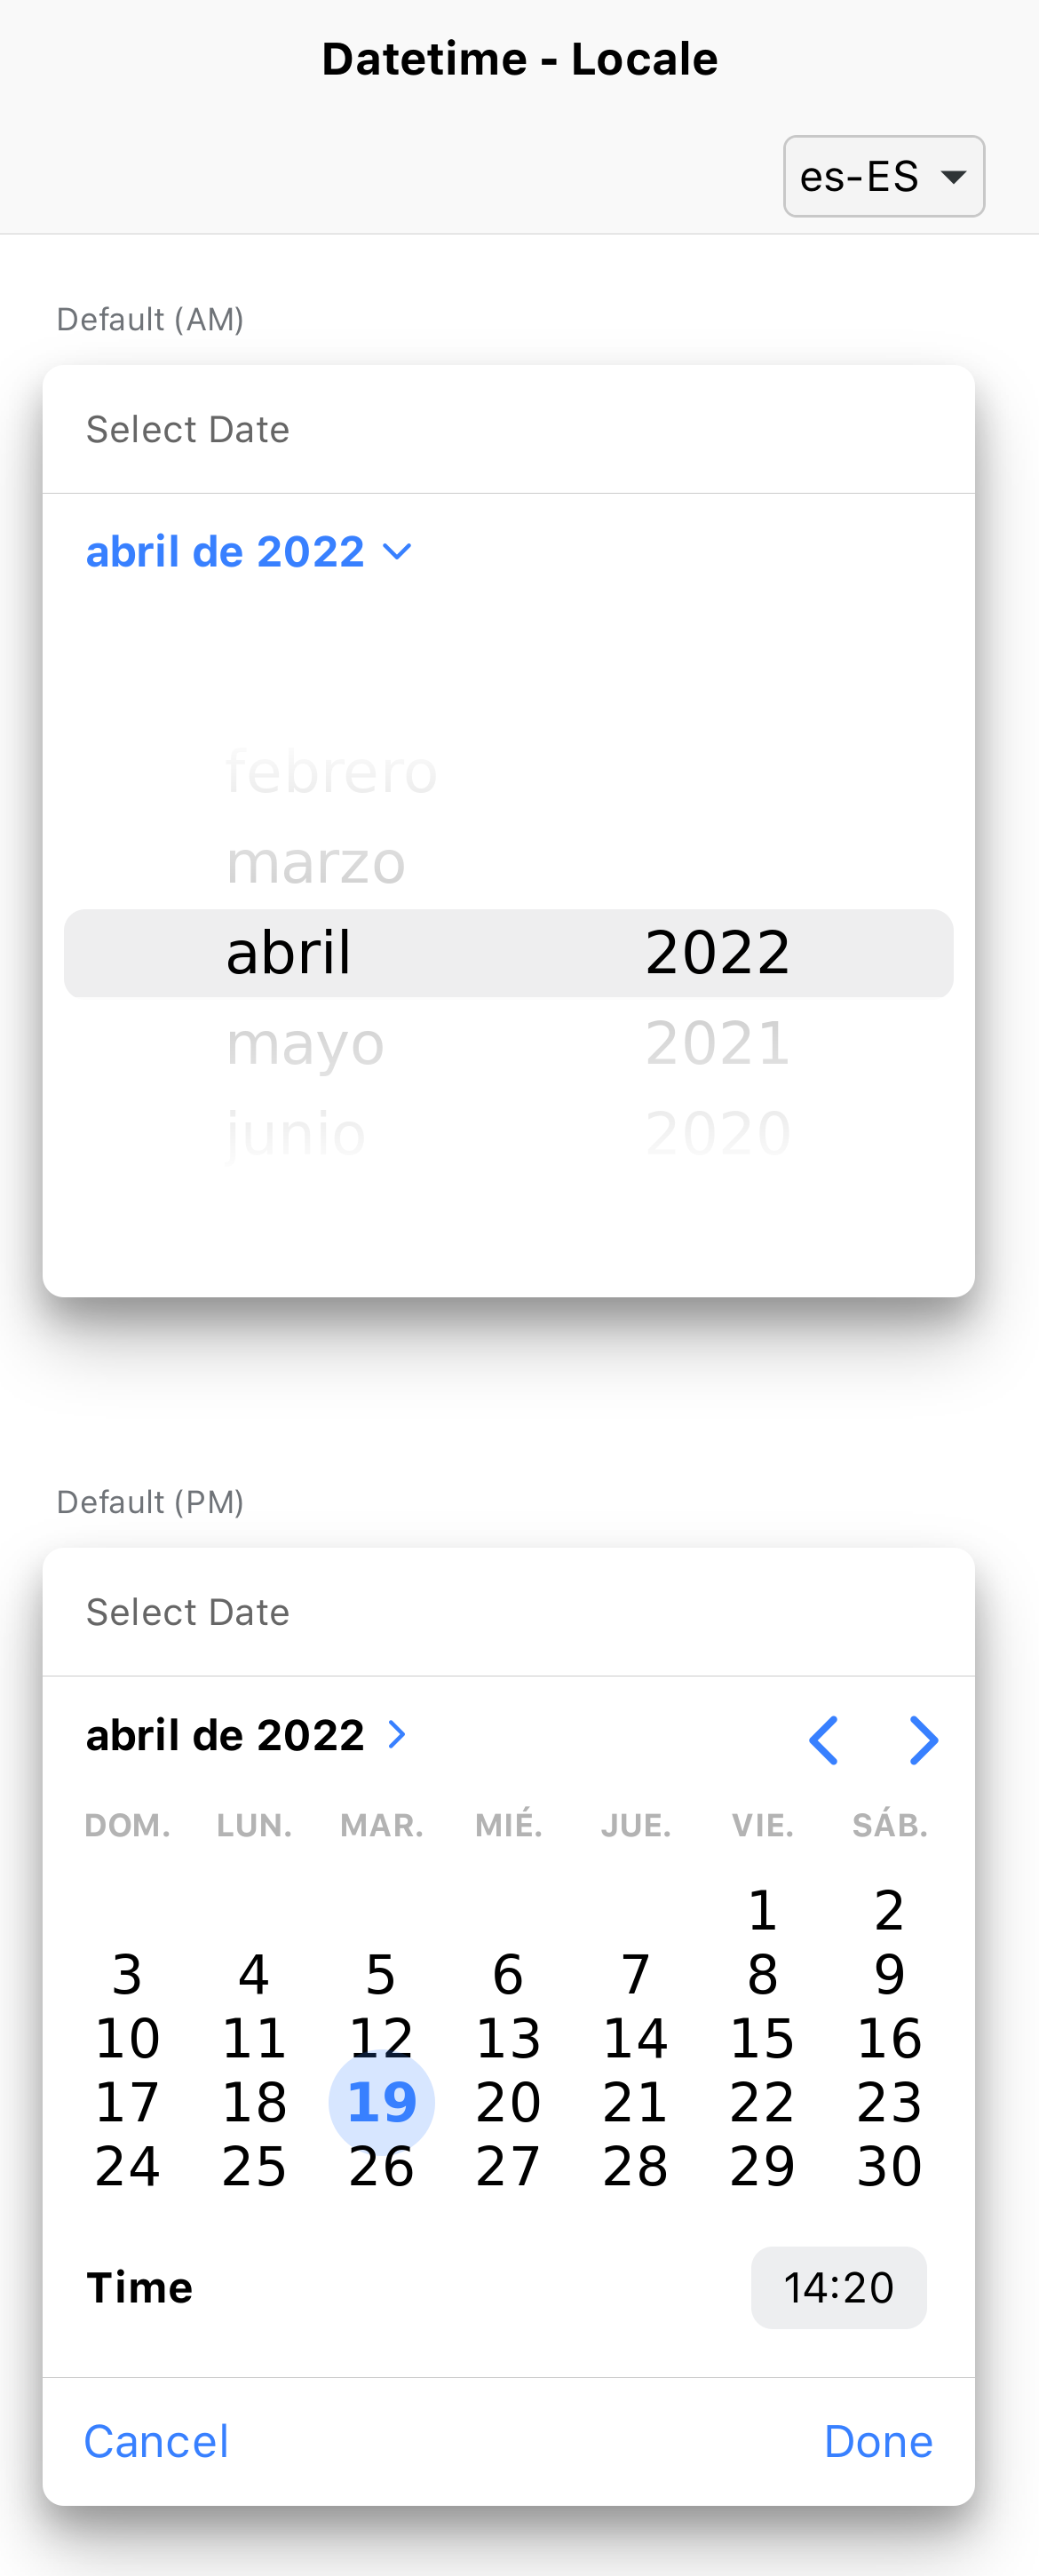 Datetime - Locale
es-ES
Default (AM)
Select Date
abril de 2022
febrero
marzo
abril 2022
mayo 2021
junio 2020
Default (PM)
Select Date
abril de 2022
DOM. LUN. MAR. MIÉ. JUE. VIE. SÁB.
1 2
3 4 5 6 7 8 9
10 11 12 13 14 15 16
17 18 19 20 21 22 23
24 25 26 27 28 29 30
Time 14:20
Cancel Done